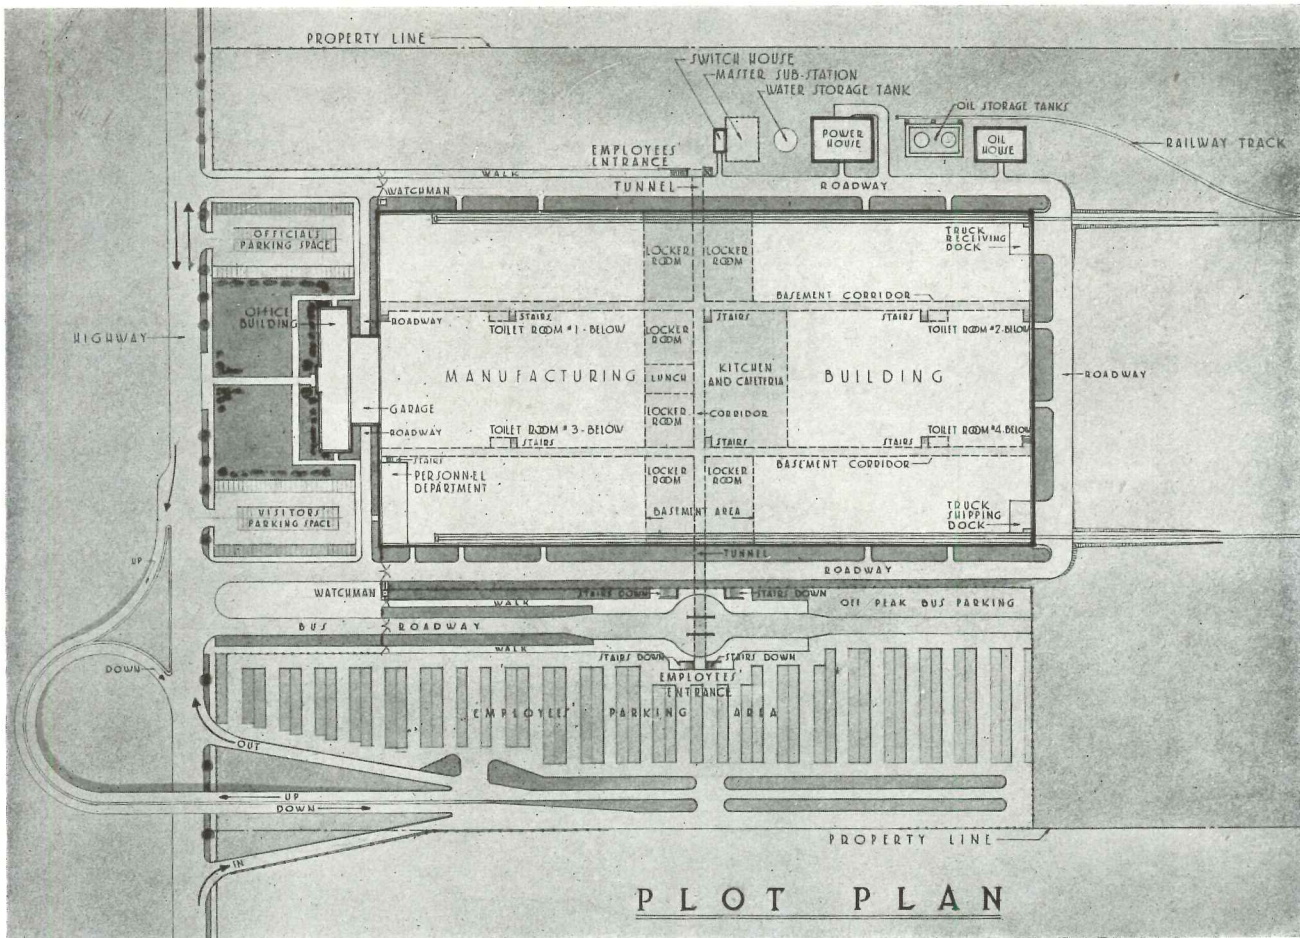 PROPERTY LINE
SWITCH HOUSE
MASTER SUB-STATION
WATER STORAGE TANK
OIL STORAGE TANKS
POWER
HOUSE
OIL
HOUSE
RAILWAY TRACK
EMPLOYEES'
ENTRANCE
WALK
TUNNEL
ROADWAY
WATCHMAN
OFFICIALS
PARKING SPACE
LOCKER
ROOM
LOCKER
ROOM
TRUCK
RECEIVING
DOCK
BASEMENT CORRIDOR
OFFICE
BUILDING
ROADWAY
STAIRS
TOILET ROOM #1-BELOW
STAIRS
STAIRS
TOILET ROOM #2-BELOW
HIGHWAY
LOCKER
ROOM
MANUFACTURING
LUNCH
KITCHEN
AND CAFETERIA
BUILDING
ROADWAY
GARAGE
LOCKER
ROOM
CORRIDOR
ROADWAY
TOILET ROOM #3-BELOW
STAIRS
STAIRS
STAIRS
TOILET ROOM #4-BELOW
STAIRS
PERSONNEL
DEPARTMENT
LOCKER
ROOM
LOCKER
ROOM
BASEMENT CORRIDOR
BASEMENT AREA
TRUCK
SHIPPING
DOCK
VISITORS
PARKING SPACE
TUNNEL
UP
ROADWAY
WATCHMAN
STAIRS DOWN
STAIRS DOWN
WALK
OFF PEAK BUS PARKING
BUS ROADWAY
WALK
STAIRS DOWN
STAIRS DOWN
DOWN
EMPLOYEES'
ENTRANCE
EMPLOYEES' PARKING AREA
OUT
UP
DOWN
IN
PROPERTY LINE
PLOT PLAN